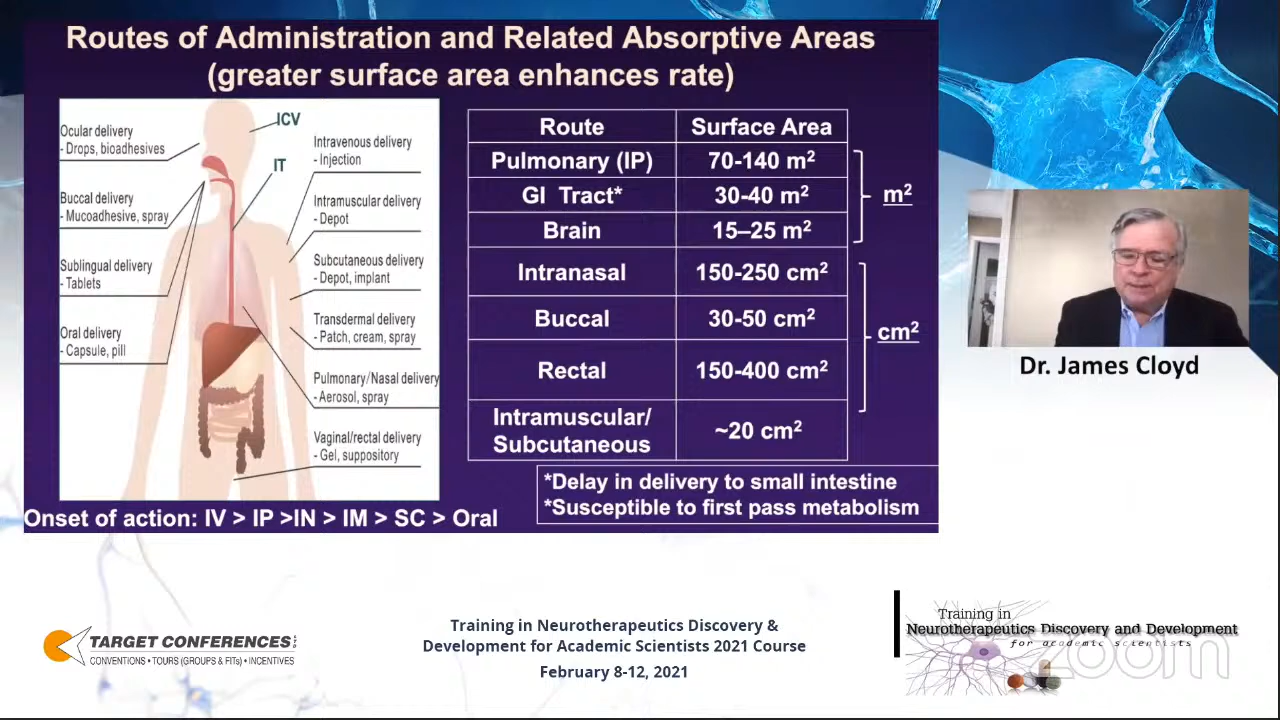 Routes of Administration and Related Absorptive Areas
(greater surface area enhances rate)
Ocular delivery
- Drops, bioadhesives
Buccal delivery
- Mucoadhesive, spray
Sublingual delivery
- Tablets
Oral delivery
- Capsule, pill
ICV
IT
Intravenous delivery
- Injection
Intramuscular delivery
- Depot
Subcutaneous delivery
- Depot, implant
Transdermal delivery
- Patch, cream, spray
Pulmonary/Nasal delivery
- Aerosol, spray
Vaginal/rectal delivery
- Gel, suppository
Route Surface Area
Pulmonary (IP) 70-140 m²
GI Tract* 30-40 m²
Brain 15–25 m²
Intranasal 150-250 cm²
Buccal 30-50 cm²
Rectal 150-400 cm²
Intramuscular/
Subcutaneous ~20 cm²
m²
cm²
*Delay in delivery to small intestine
*Susceptible to first pass metabolism
Onset of action: IV > IP >IN > IM > SC > Oral
Dr. James Cloyd
TARGET CONFERENCES
CONVENTIONS • TOURS (GROUPS & FITs) • INCENTIVES
Training in Neurotherapeutics Discovery &
Development for Academic Scientists 2021 Course
February 8-12, 2021
Training in
Neurotherapeutics Discovery and Development
for academic scientists
zoom